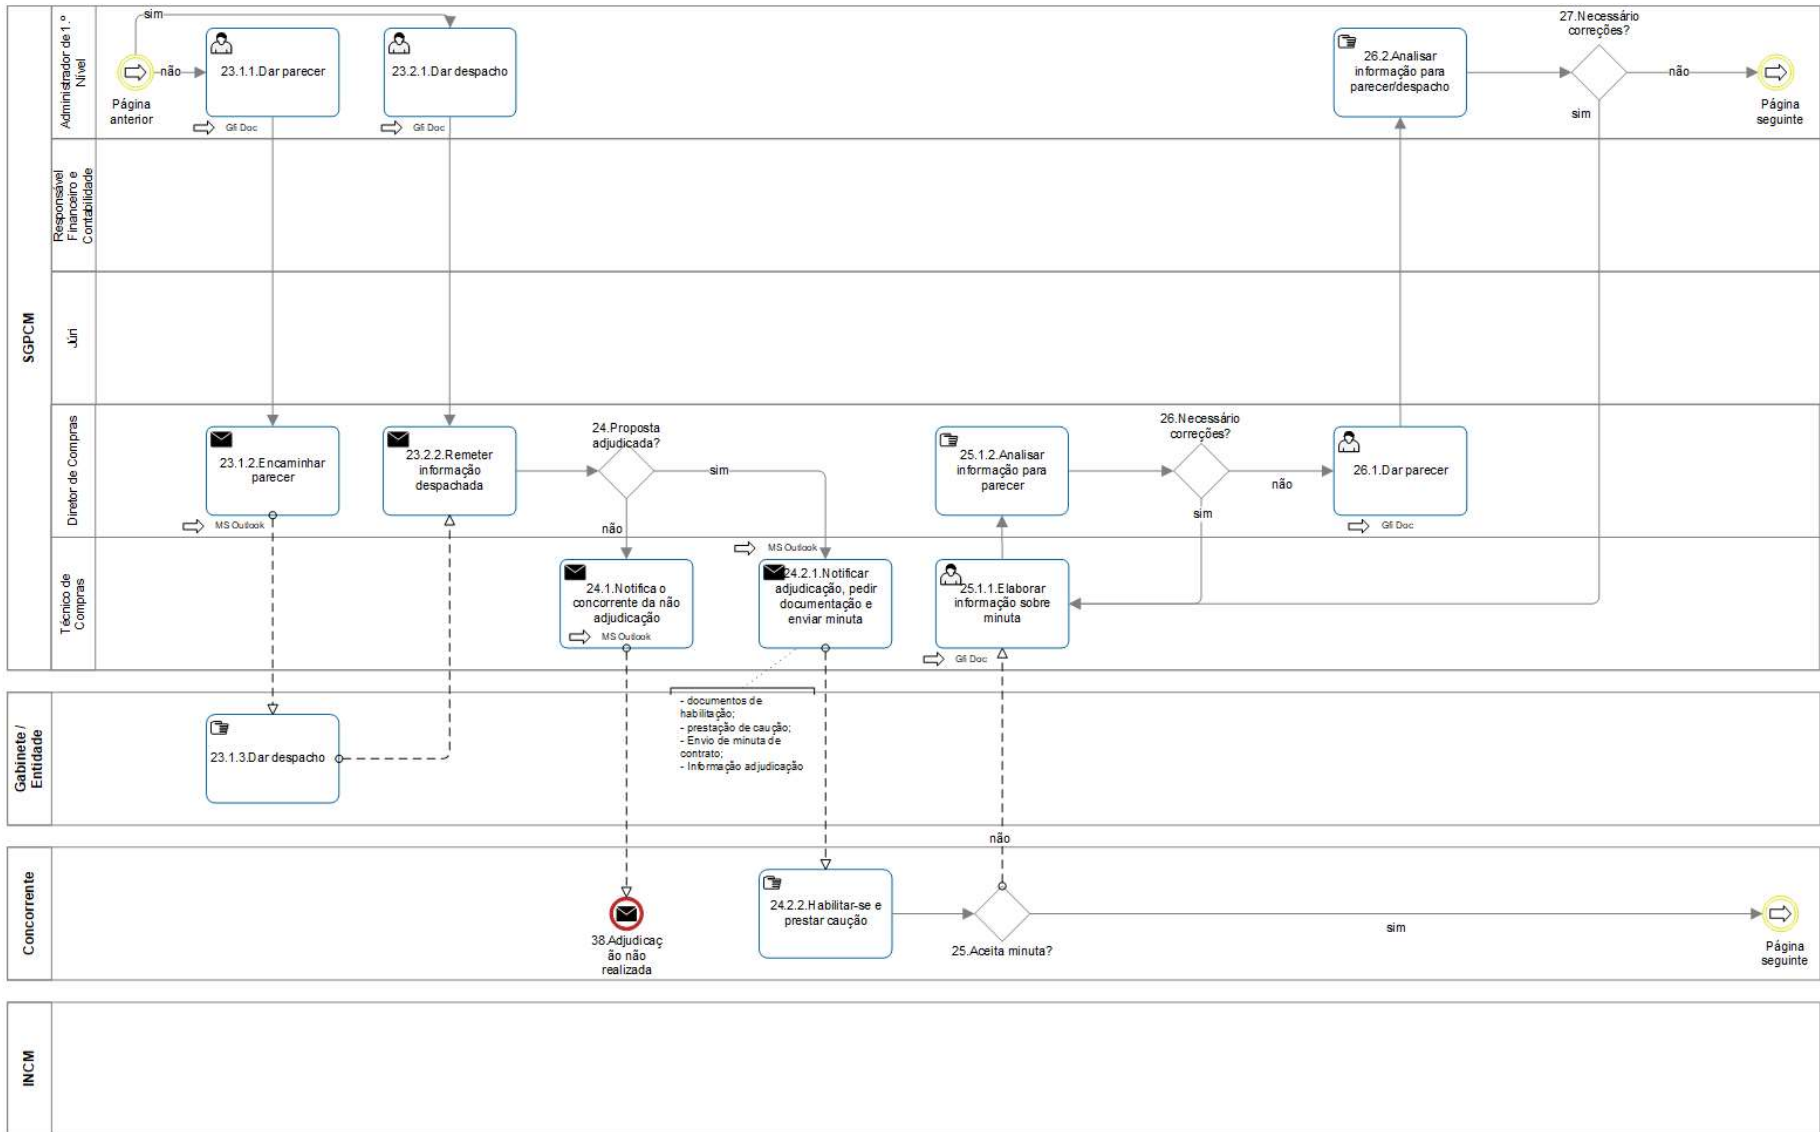 SGPCM
Administrador de 1.º
Nível
sim
não
Página
anterior
23.1.1.Dar parecer
Gfi Doc
23.2.1.Dar despacho
Gfi Doc
26.2.Analisar
informação para
parecer/despacho
27.Necessário
correções?
não
sim
Página
seguinte
Responsável
Financeiro e
Contabilidade
Júri
Diretor de Compras
23.1.2.Encaminhar
parecer
MS Outlook
23.2.2.Remeter
informação
despachada
24.Proposta
adjudicada?
sim
não
25.1.2.Analisar
informação para
parecer
26.Necessário
correções?
não
sim
26.1.Dar parecer
Gfi Doc
Técnico de
Compras
24.1.Notifica o
concorrente da não
adjudicação
MS Outlook
MS Outlook
24.2.1.Notificar
adjudicação, pedir
documentação e
enviar minuta
25.1.1.Elaborar
informação sobre
minuta
Gfi Doc
Gabinete /
Entidade
23.1.3.Dar despacho
- documentos de
habilitação;
- prestação de caução;
- Envio de minuta de
contrato;
- Informação adjudicação
Concorrente
38.Adjudicaç
ão não
realizada
24.2.2.Habilitar-se e
prestar caução
não
25.Aceita minuta?
sim
Página
seguinte
INCM